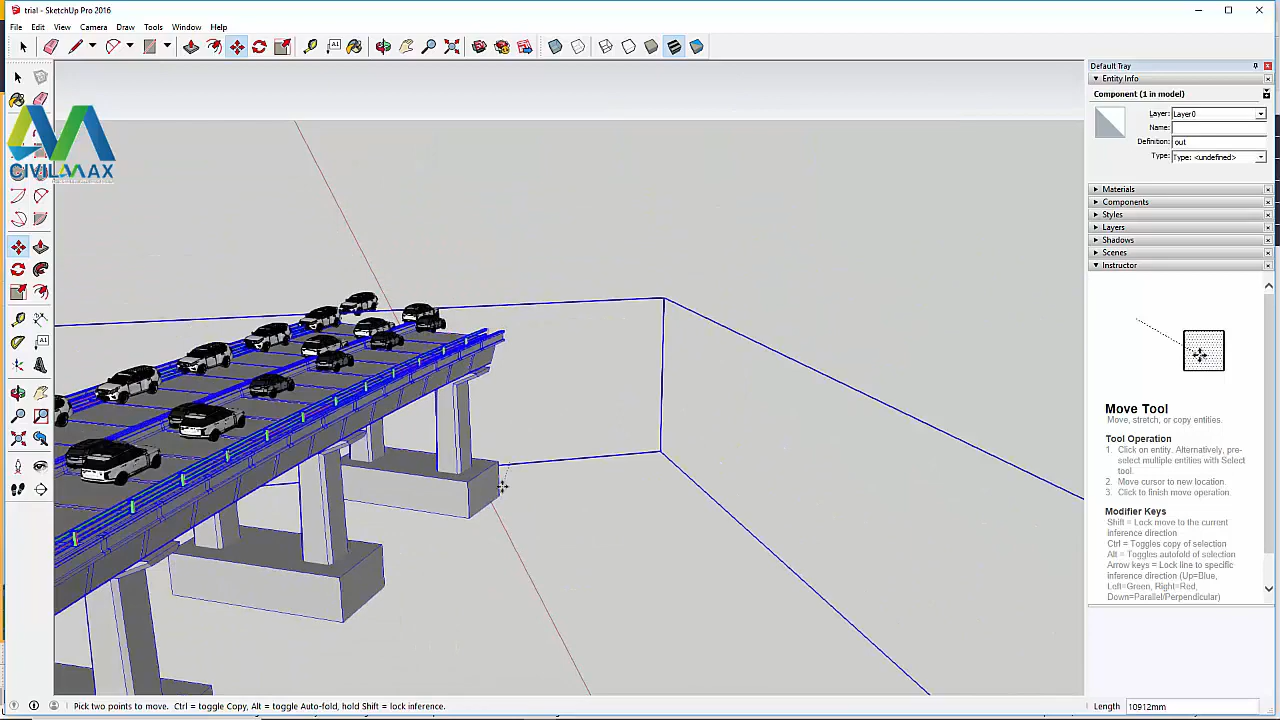 trial - SketchUp Pro 2016
File Edit View Camera Draw Tools Window Help
CIVILMAX
Default Tray
Entity Info
Component (1 in model)
Layer: Layer0
Name:
Definition: out
Type: Type: <undefined>
Materials
Components
Styles
Layers
Shadows
Scenes
Instructor
Move Tool
Move, stretch, or copy entities.
Tool Operation
1. Click on entity. Alternatively, pre-
select multiple entities with Select
tool.
2. Move cursor to new location.
3. Click to finish move operation.
Modifier Keys
Shift = Lock move to the current
inference direction
Ctrl = Toggles copy of selection
Alt = Toggles autofold of selection
Arrow keys = Lock line to specific
inference direction (Up=Blue,
Left=Green, Right=Red,
Down=Parallel/Perpendicular)
Pick two points to move. Ctrl = toggle Copy, Alt = toggle Auto-fold, hold Shift = lock inference.
Length 10912mm